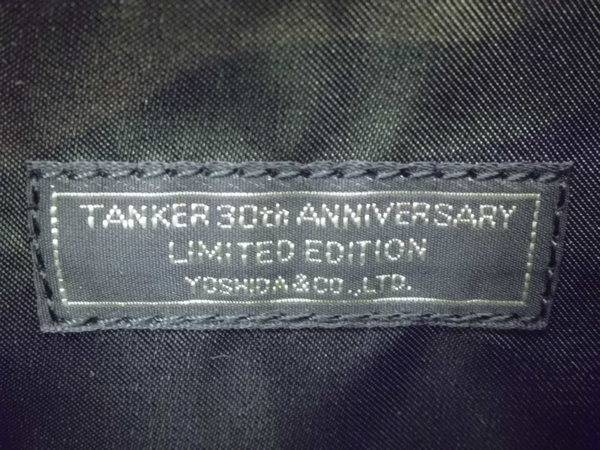 TANKER 30th ANNIVERSARY
LIMITED EDITION
YOSHIDA & CO., LTD.